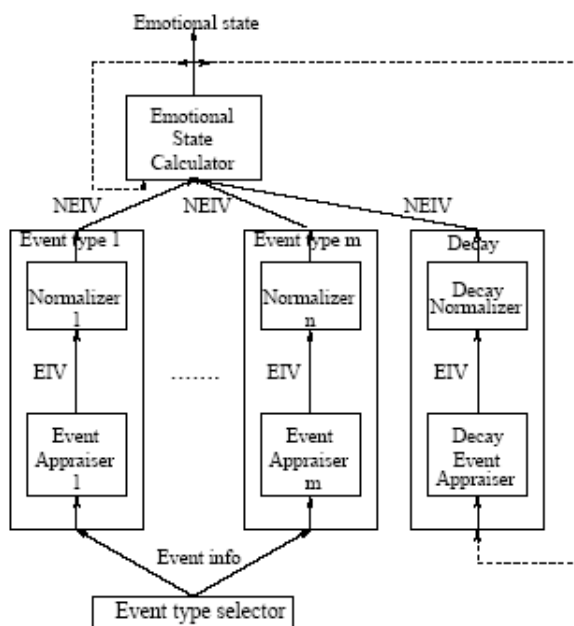 Emotional state
Emotional
State
Calculator
NEIV
NEIV
NEIV
Event type 1
Event type m
Decay
Normalizer
1
Normalizer
n
Decay
Normalizer
EIV
.......
EIV
EIV
Event
Appraiser
1
Event
Appraiser
m
Decay
Event
Appraiser
Event info
Event type selector